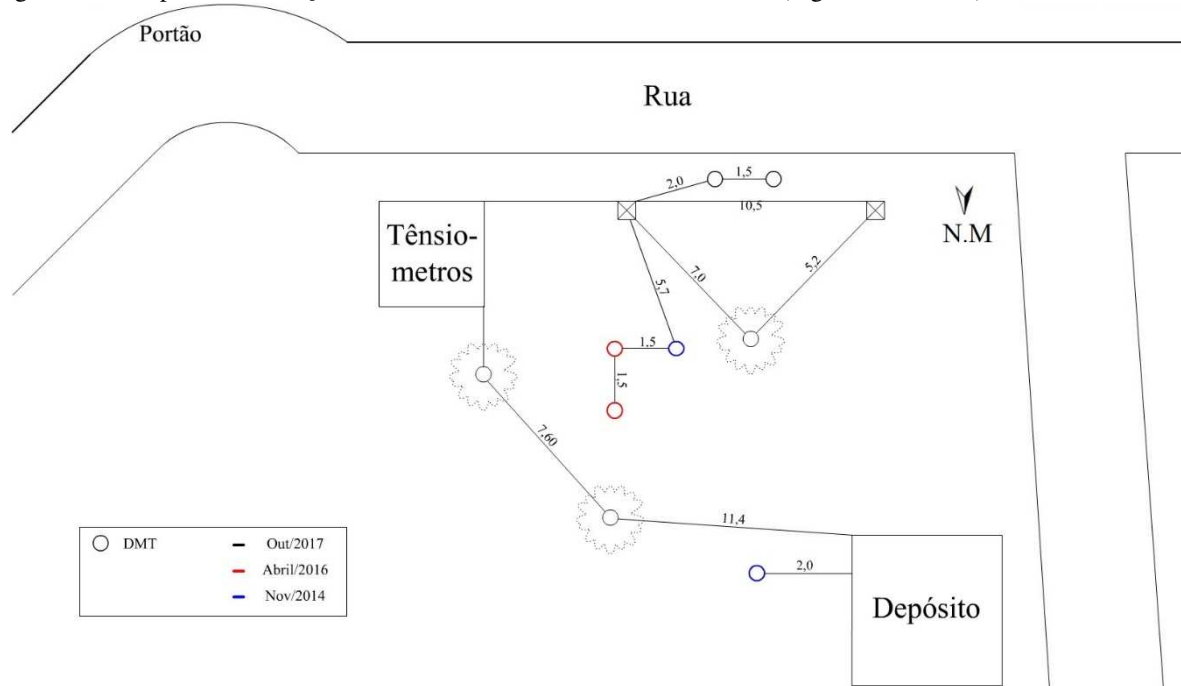 Portão
Rua
1,5
2,0
10,5
N.M
Tênsio-
metros
7,0
5,2
5,7
1,5
1,5
7,60
11,4
2,0
DMT
Out/2017
Abril/2016
Nov/2014
Depósito